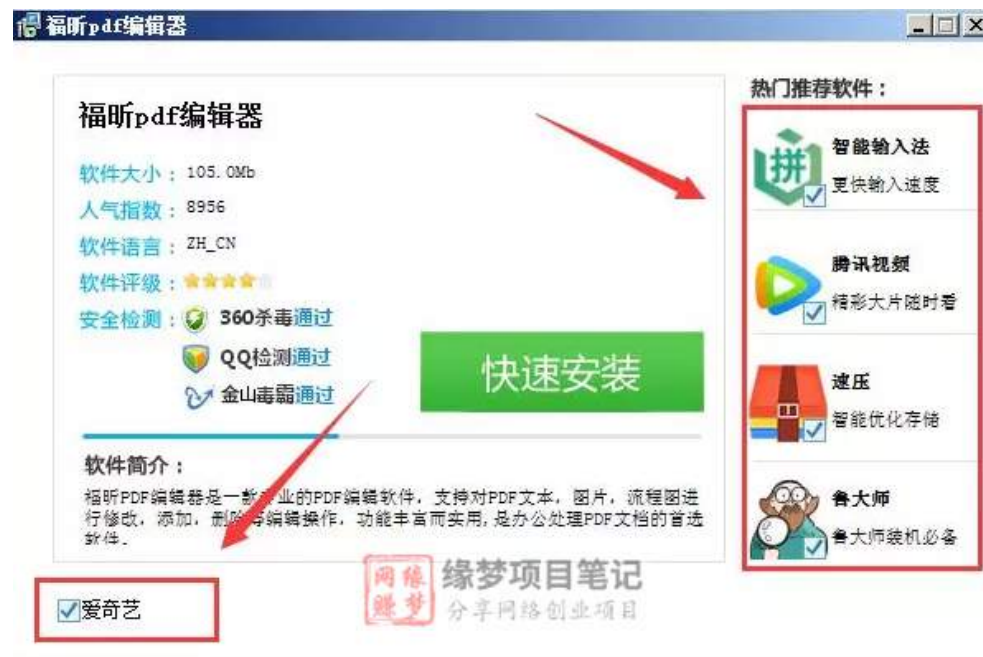 福昕pdf编辑器
福昕pdf编辑器
软件大小：105.0Mb
人气指数：8956
软件语言：ZH_CN
软件评级：
安全检测：360杀毒通过
QQ检测通过
金山毒霸通过
快速安装
软件简介：
福昕PDF编辑器是一款专业的PDF编辑软件，支持对PDF文本，图片，流程图进
行修改，添加，删除等编辑操作，功能丰富而实用,是办公处理PDF文档的首选
软件。
爱奇艺
热门推荐软件：
拼
智能输入法
更快输入速度
腾讯视频
精彩大片随时看
速压
智能优化存储
鲁大师
鲁大师装机必备
网缘
赚梦
缘梦项目笔记
分享网络创业项目